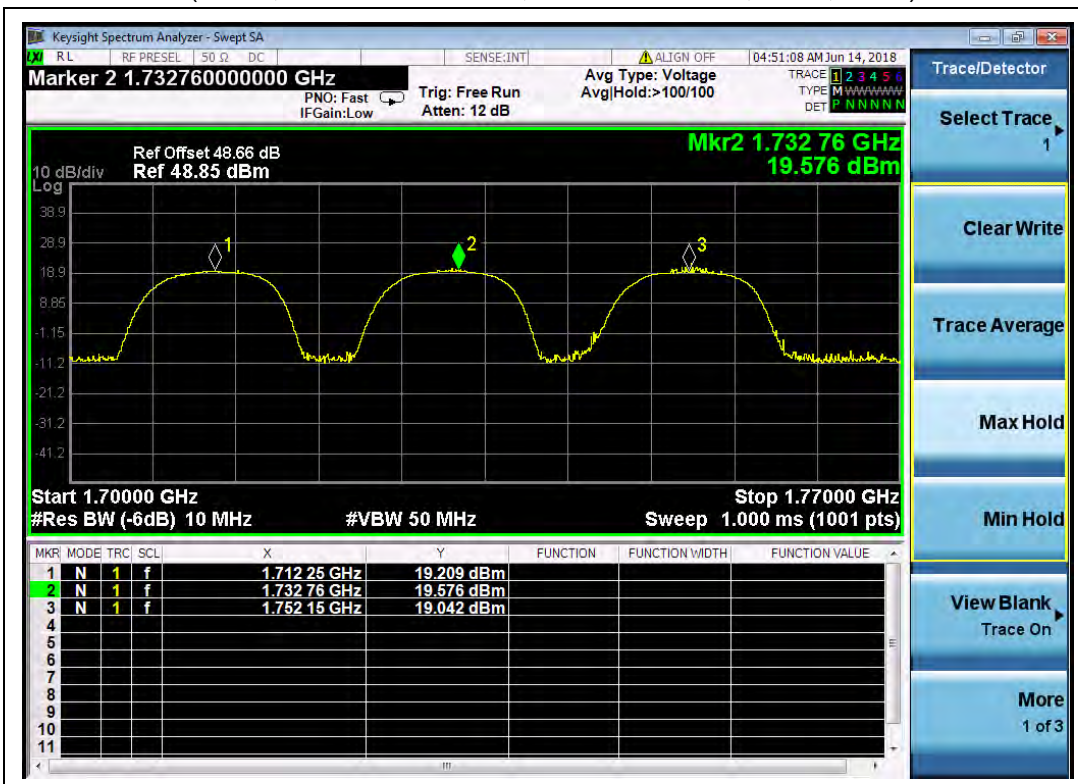 Keysight Spectrum Analyzer - Swept SA
LXI RL RF PRESEL 50 Ω DC SENSE:INT ALIGN OFF 04:51:08 AM Jun 14, 2018
Marker 2 1.732760000000 GHz
PNO: Fast
IFGain:Low
Trig: Free Run
Atten: 12 dB
Avg Type: Voltage
Avg|Hold:>100/100
TRACE 1 2 3 4 5 6
TYPE M WWWWW
DET P N N N N N
Ref Offset 48.66 dB
10 dB/div Ref 48.85 dBm
Log
Mkr2 1.732 76 GHz
19.576 dBm
38.9
28.9
18.9
8.85
-1.15
-11.2
-21.2
-31.2
-41.2
1
2
3
Start 1.70000 GHz Stop 1.77000 GHz
#Res BW (-6dB) 10 MHz #VBW 50 MHz Sweep 1.000 ms (1001 pts)
MKR MODE TRC SCL X Y FUNCTION FUNCTION WIDTH FUNCTION VALUE
1 N 1 f 1.712 25 GHz 19.209 dBm
2 N 1 f 1.732 76 GHz 19.576 dBm
3 N 1 f 1.752 15 GHz 19.042 dBm
4
5
6
7
8
9
10
11
Trace/Detector
Select Trace
1
Clear Write
Trace Average
Max Hold
Min Hold
View Blank
Trace On
More
1 of 3